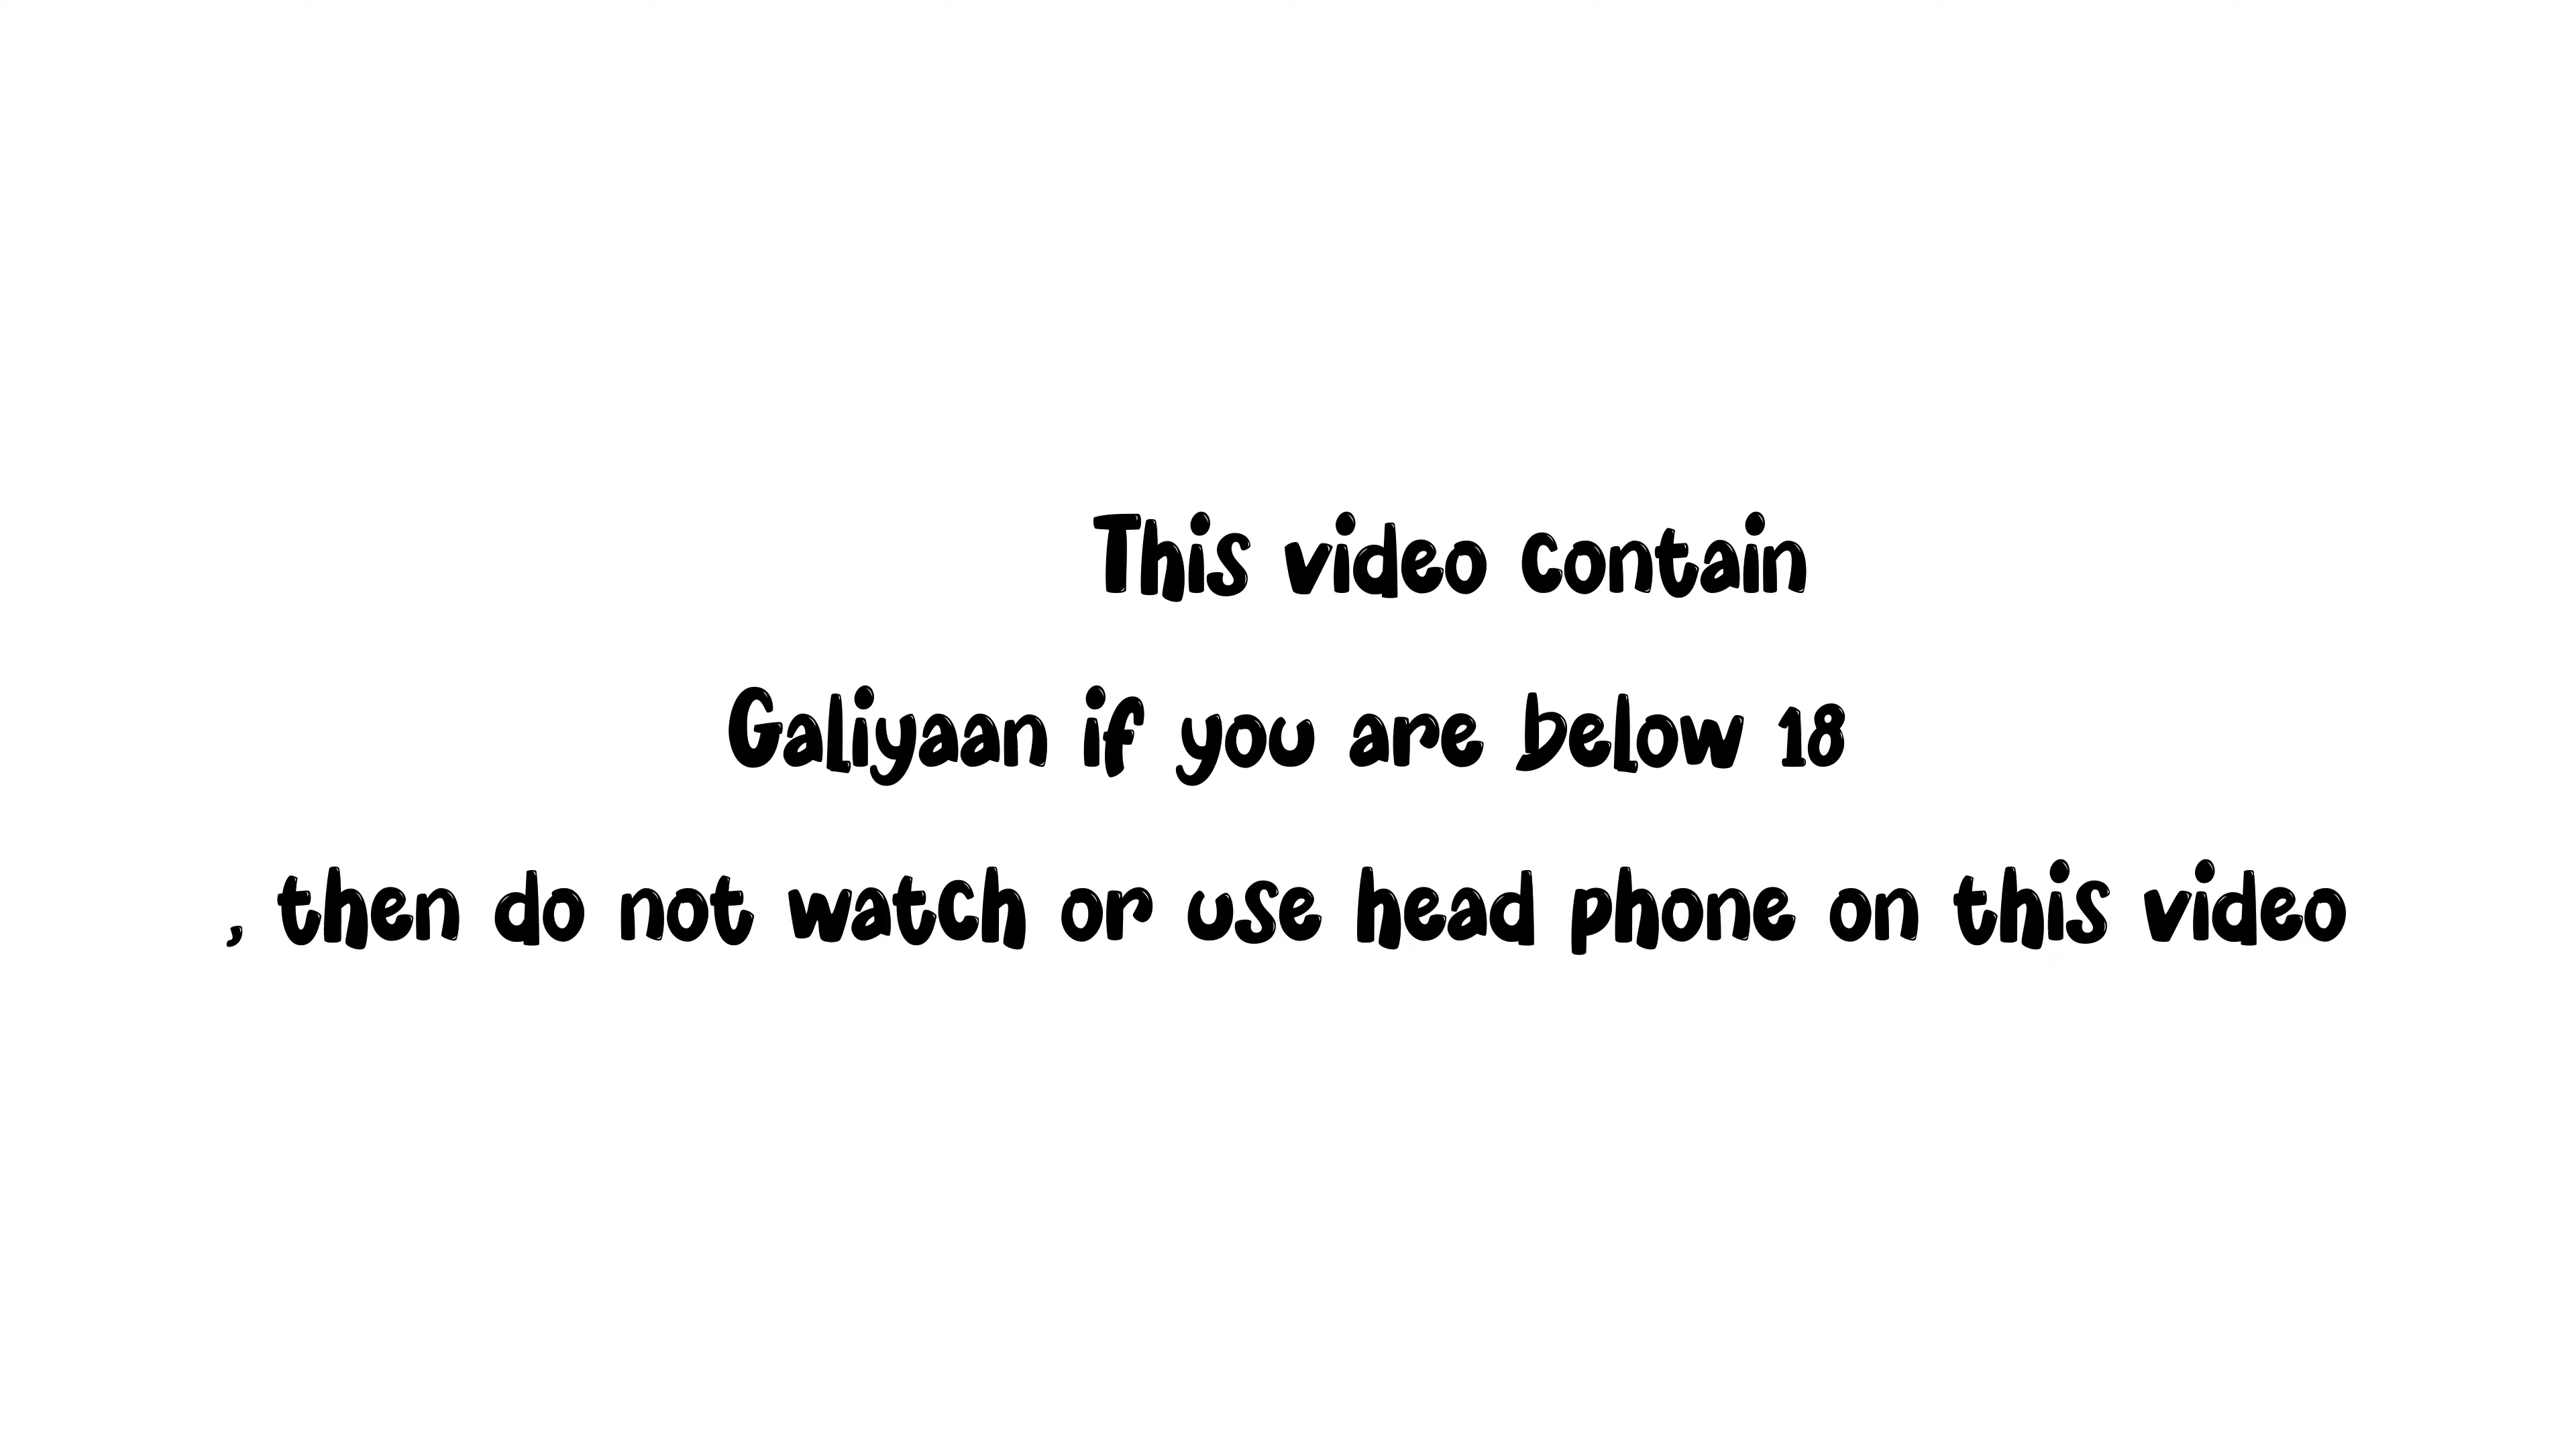 This video contain
Galiyaan if you are below 18
, then do not watch or use head phone on this video